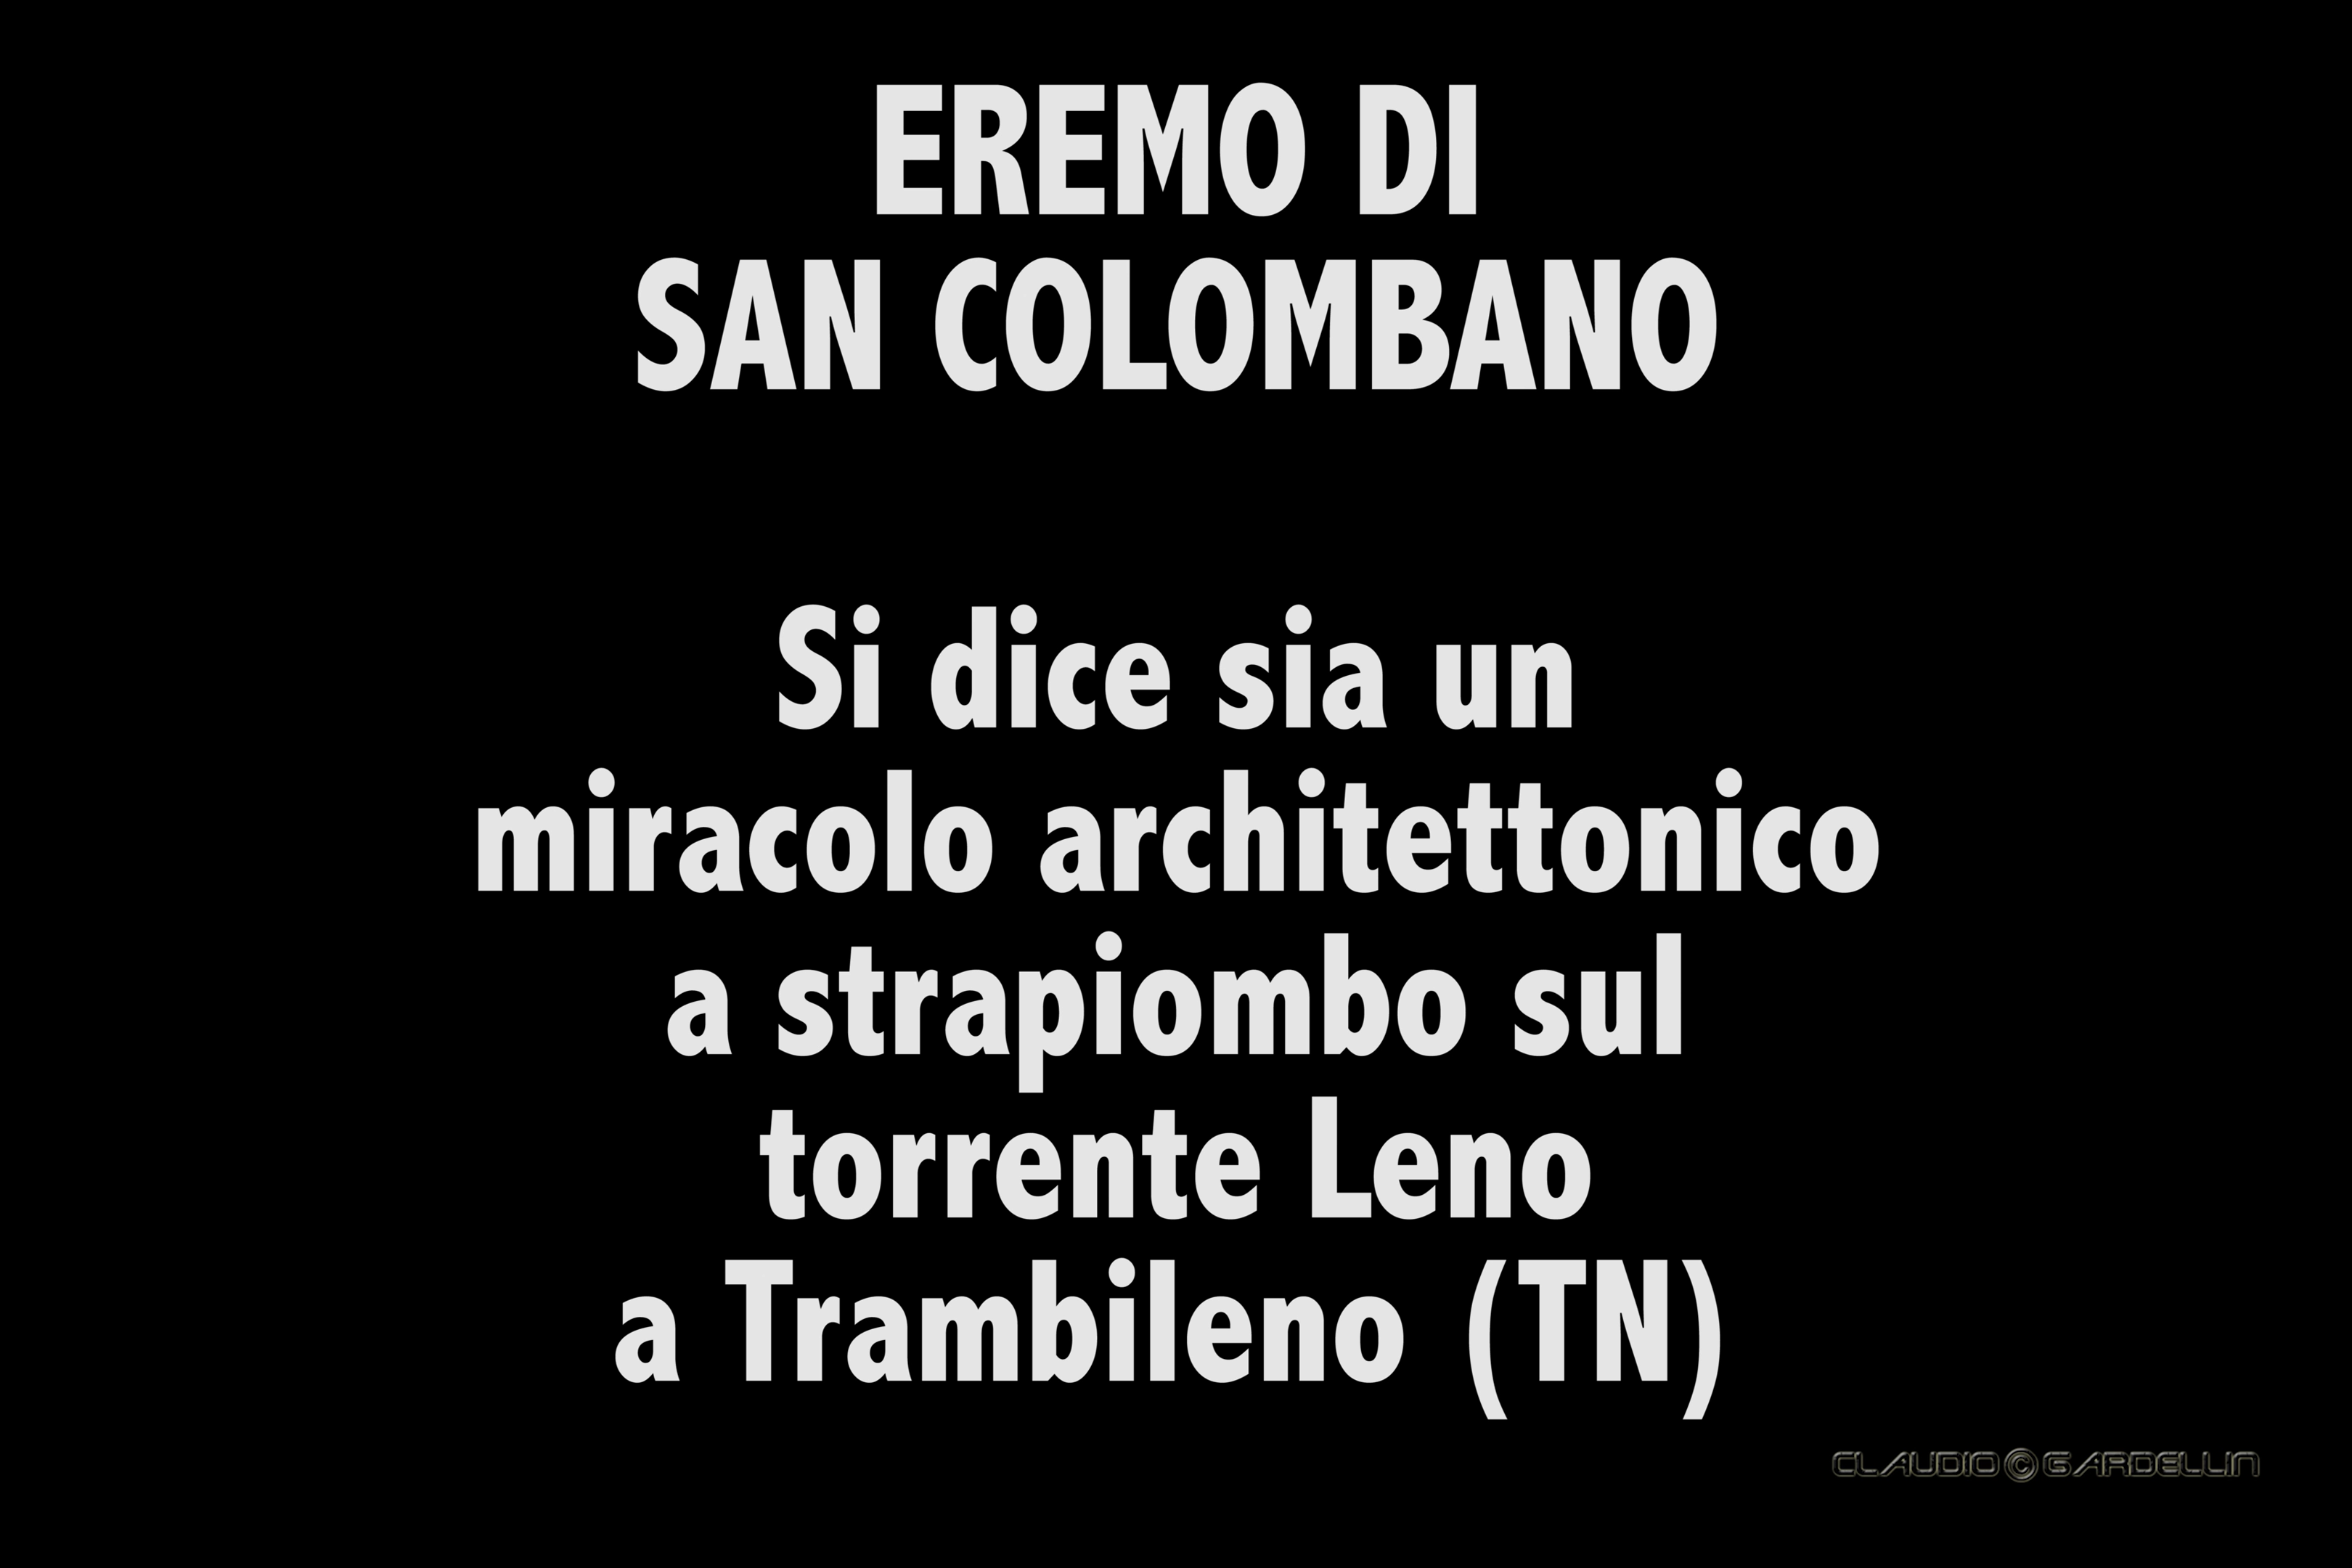 EREMO DI
SAN COLOMBANO
Si dice sia un
miracolo architettonico
a strapiombo sul
torrente Leno
a Trambileno (TN)
CLAUDIO©GARDELLIN